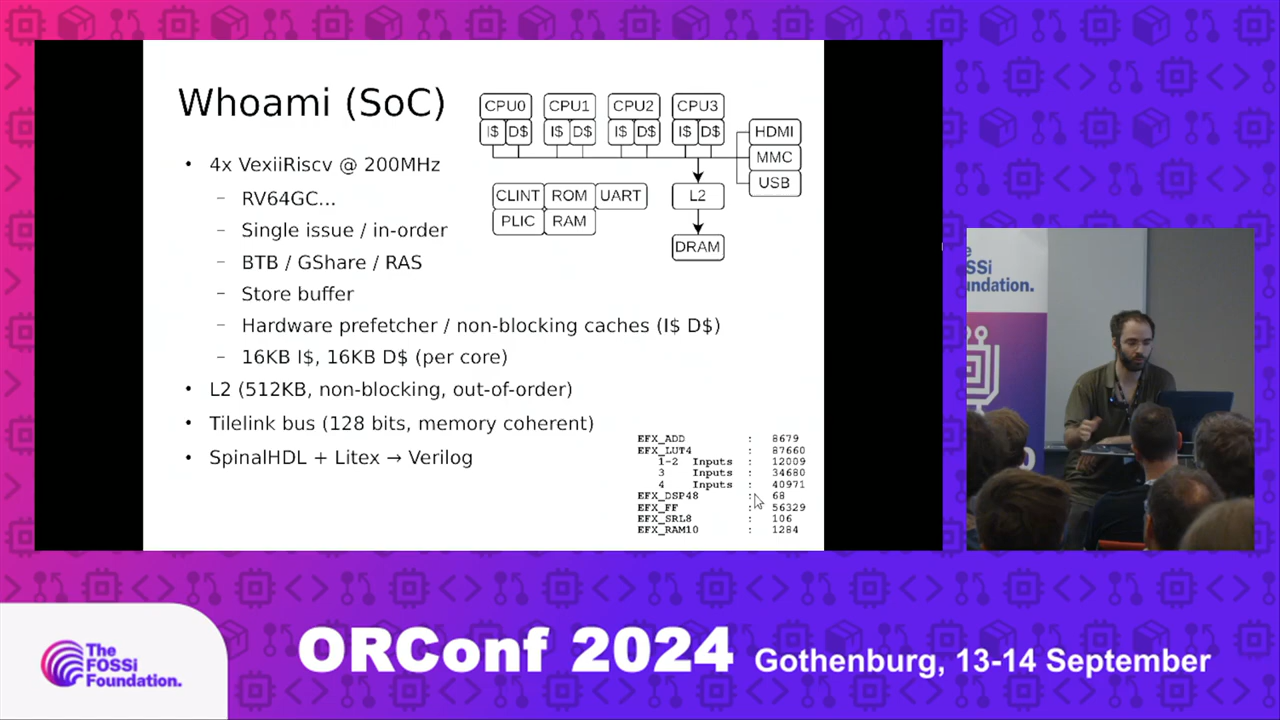 Whoami (SoC)
CPU0 CPU1 CPU2 CPU3
I$ D$ I$ D$ I$ D$ I$ D$
HDMI
MMC
USB
CLINT ROM UART
PLIC RAM
L2
DRAM
• 4x VexiiRiscv @ 200MHz
– RV64GC...
– Single issue / in-order
– BTB / GShare / RAS
– Store buffer
– Hardware prefetcher / non-blocking caches (I$ D$)
– 16KB I$, 16KB D$ (per core)
• L2 (512KB, non-blocking, out-of-order)
• Tilelink bus (128 bits, memory coherent)
• SpinalHDL + Litex → Verilog
EFX_ADD : 8679
EFX_LUT4 : 87660
1-2 Inputs : 12009
3 Inputs : 34680
4 Inputs : 40971
EFX_DSP48 : 68
EFX_FF : 56329
EFX_SRL8 : 106
EFX_RAM10 : 1284
The
FOSSi
Foundation.
ORConf 2024 Gothenburg, 13-14 September